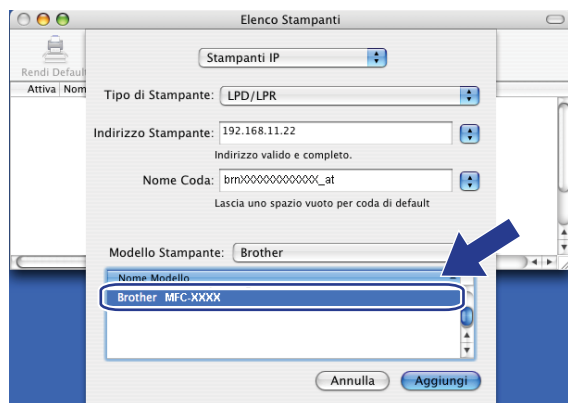 Elenco Stampanti
Stampanti IP
Rendi Default
Attiva Nom
Tipo di Stampante: LPD/LPR
Indirizzo Stampante: 192.168.11.22
Indirizzo valido e completo.
Nome Coda: brnXXXXXXXXXXXX_at
Lascia uno spazio vuoto per coda di default
Modello Stampante: Brother
Nome Modello
Brother MFC-XXXX
Annulla Aggiungi